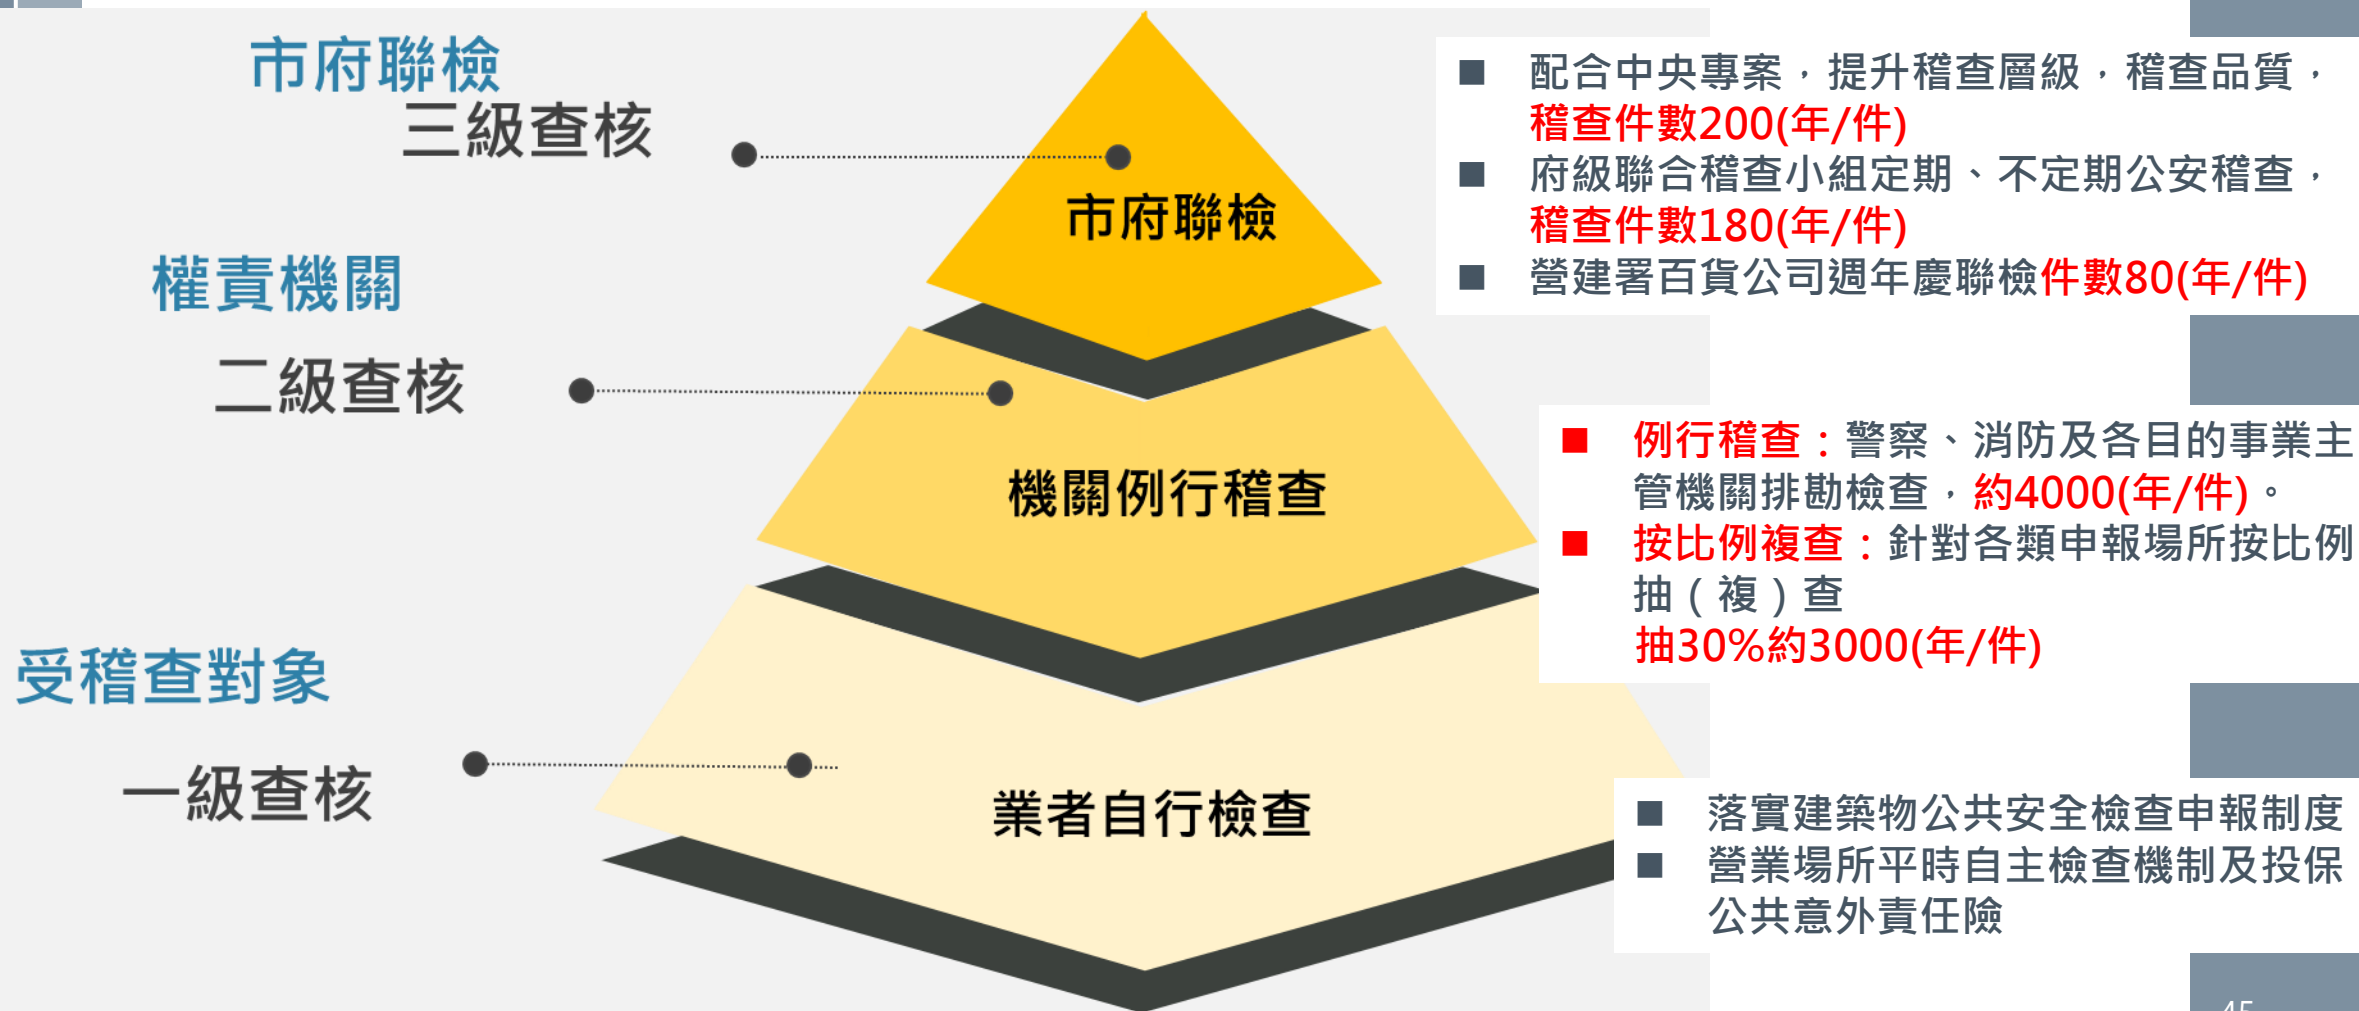 市府聯檢
三級查核
市府聯檢
配合中央專案，提升稽查層級，稽查品質，
稽查件數200(年/件)
府級聯合稽查小組定期、不定期公安稽查，
稽查件數180(年/件)
營建署百貨公司週年慶聯檢件數80(年/件)
權責機關
二級查核
機關例行稽查
例行稽查：警察、消防及各目的事業主
管機關排勘檢查，約4000(年/件)。
按比例複查：針對各類申報場所按比例
抽（複）查
抽30%約3000(年/件)
受稽查對象
一級查核
業者自行檢查
落實建築物公共安全檢查申報制度
營業場所平時自主檢查機制及投保
公共意外責任險
45